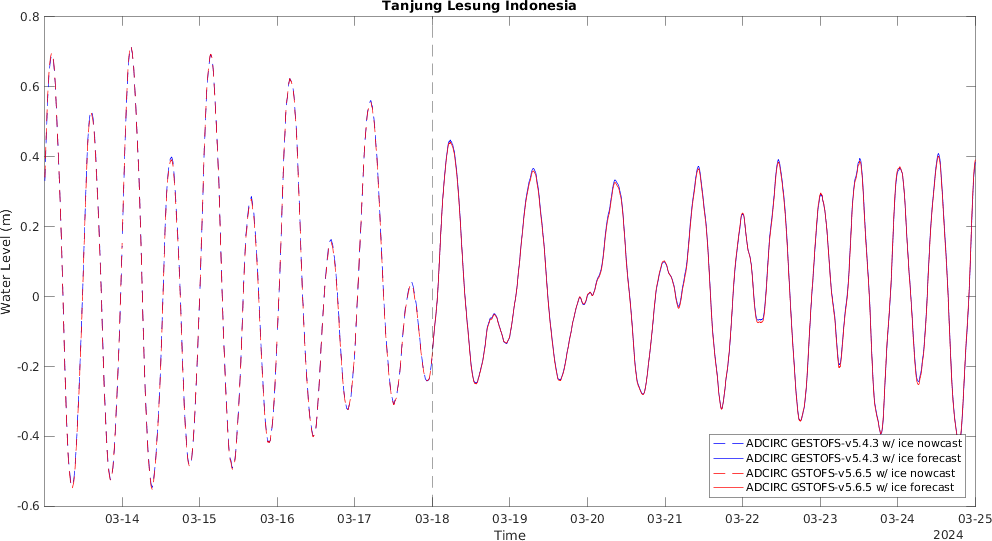 Tanjung Lesung Indonesia
0.8
0.6
0.4
0.2
0
-0.2
-0.4
-0.6
Water Level (m)
03-14 03-15 03-16 03-17 03-18 03-19 03-20 03-21 03-22 03-23 03-24 03-25
Time
2024
ADCIRC GESTOFS-v5.4.3 w/ ice nowcast
ADCIRC GESTOFS-v5.4.3 w/ ice forecast
ADCIRC GSTOFS-v5.6.5 w/ ice nowcast
ADCIRC GSTOFS-v5.6.5 w/ ice forecast